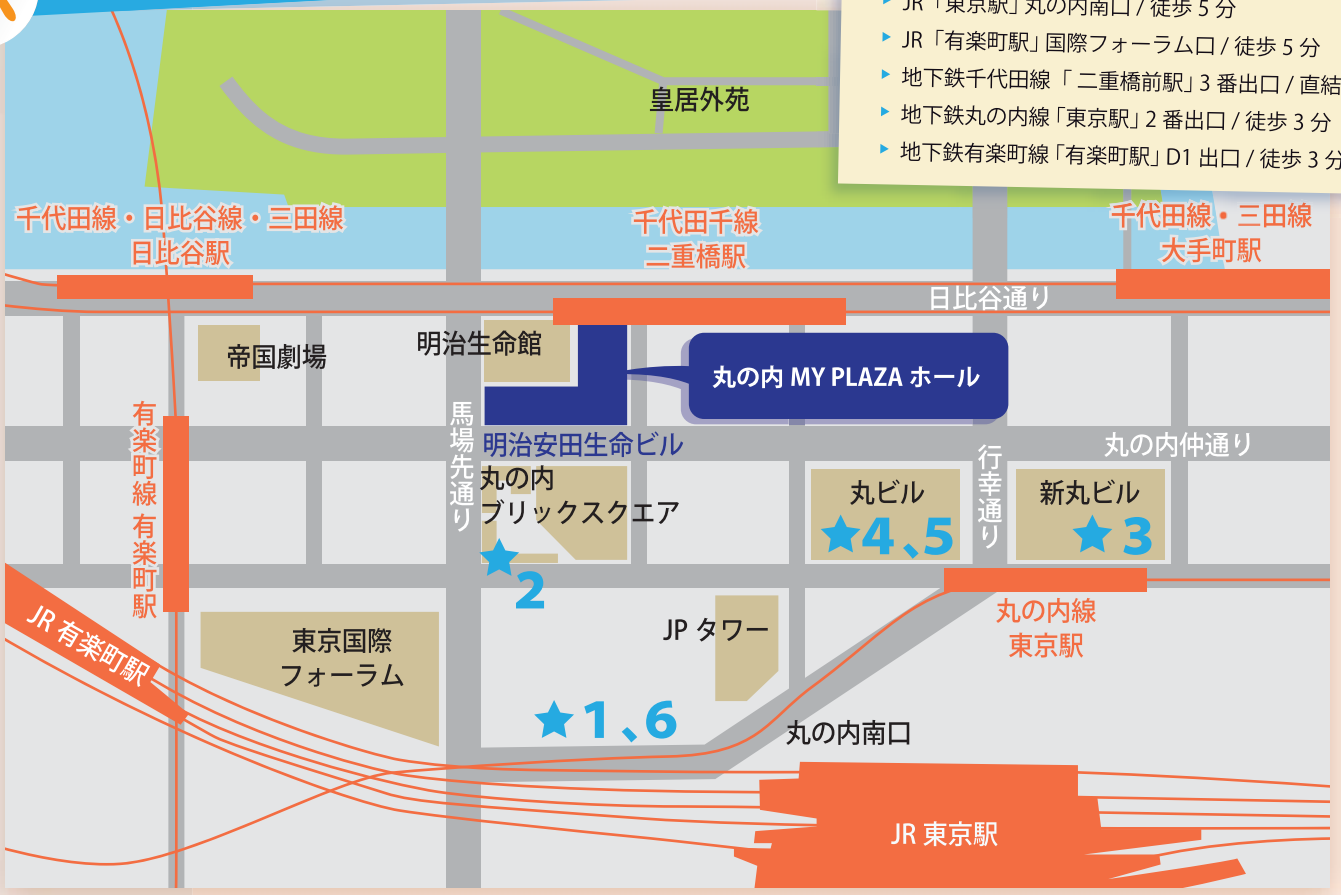 JR「東京駅」丸の内南口 / 徒歩 5 分
JR「有楽町駅」国際フォーラム口 / 徒歩 5 分
地下鉄千代田線「 二重橋前駅」3 番出口 / 直結
地下鉄丸の内線「東京駅」2 番出口 / 徒歩 3 分
地下鉄有楽町線「有楽町駅」D1 出口 / 徒歩 3 分
皇居外苑
千代田線・日比谷線・三田線
日比谷駅
千代田千線
二重橋駅
千代田線・三田線
大手町駅
日比谷通り
帝国劇場
明治生命館
丸の内 MY PLAZA ホール
有楽町線 有楽町駅
馬場先通り
明治安田生命ビル
丸の内
ブリックスクエア
行幸通り
丸の内仲通り
丸ビル
★4、5
新丸ビル
★3
★2
JR 有楽町駅
東京国際
フォーラム
JP タワー
丸の内線
東京駅
★1、6
丸の内南口
JR 東京駅